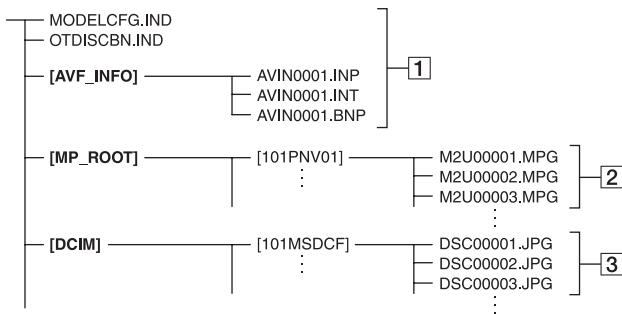 MODELCFG.IND
OTDISCBN.IND
[AVF_INFO] AVIN0001.INP
AVIN0001.INT
AVIN0001.BNP
1
[MP_ROOT] [101PNV01] M2U00001.MPG
M2U00002.MPG
M2U00003.MPG
2
[DCIM] [101MSDCF] DSC00001.JPG
DSC00002.JPG
DSC00003.JPG
3